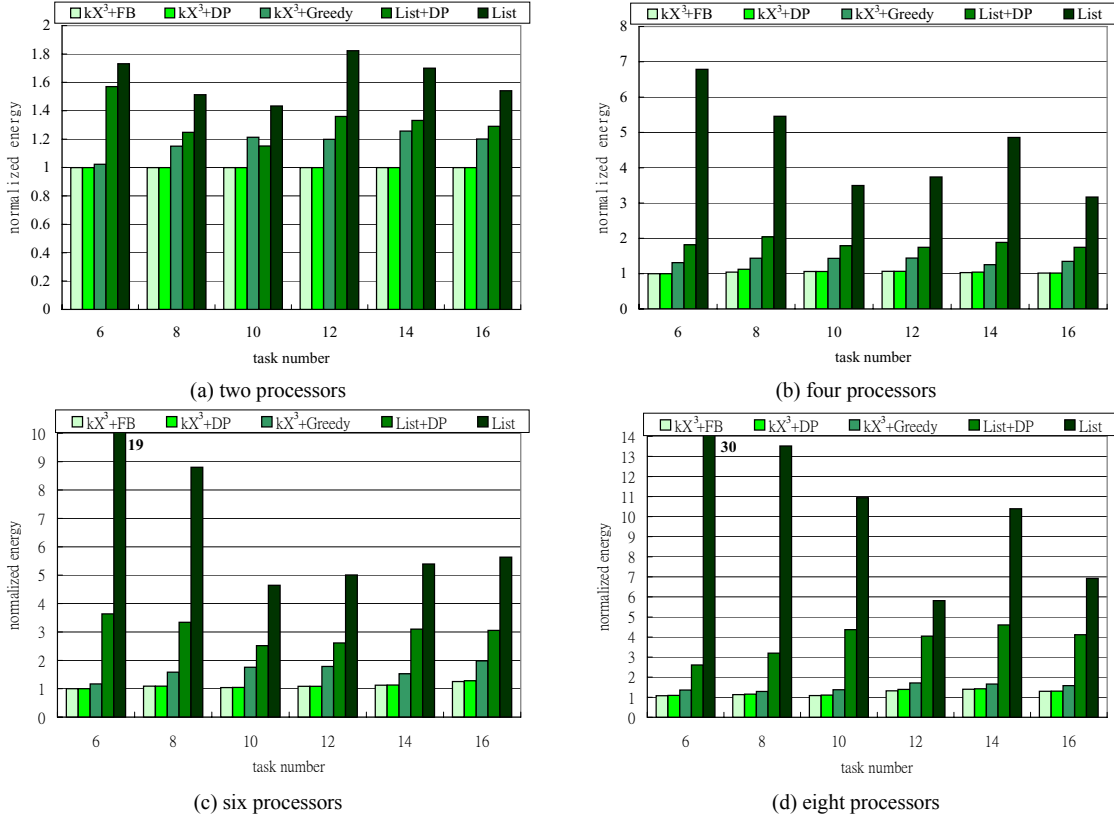 kX³+FB kX³+DP kX³+Greedy List+DP List
2
1.8
1.6
1.4
1.2
1
0.8
0.6
0.4
0.2
0
normalized energy
6 8 10 12 14 16
task number
(a) two processors
kX³+FB kX³+DP kX³+Greedy List+DP List
8
7
6
5
4
3
2
1
0
normalized energy
6 8 10 12 14 16
task number
(b) four processors
kX³+FB kX³+DP kX³+Greedy List+DP List
10
19
9
8
7
6
5
4
3
2
1
0
normalized energy
6 8 10 12 14 16
task number
(c) six processors
kX³+FB kX³+DP kX³+Greedy List+DP List
14
30
13
12
11
10
9
8
7
6
5
4
3
2
1
0
normalized energy
6 8 10 12 14 16
task number
(d) eight processors